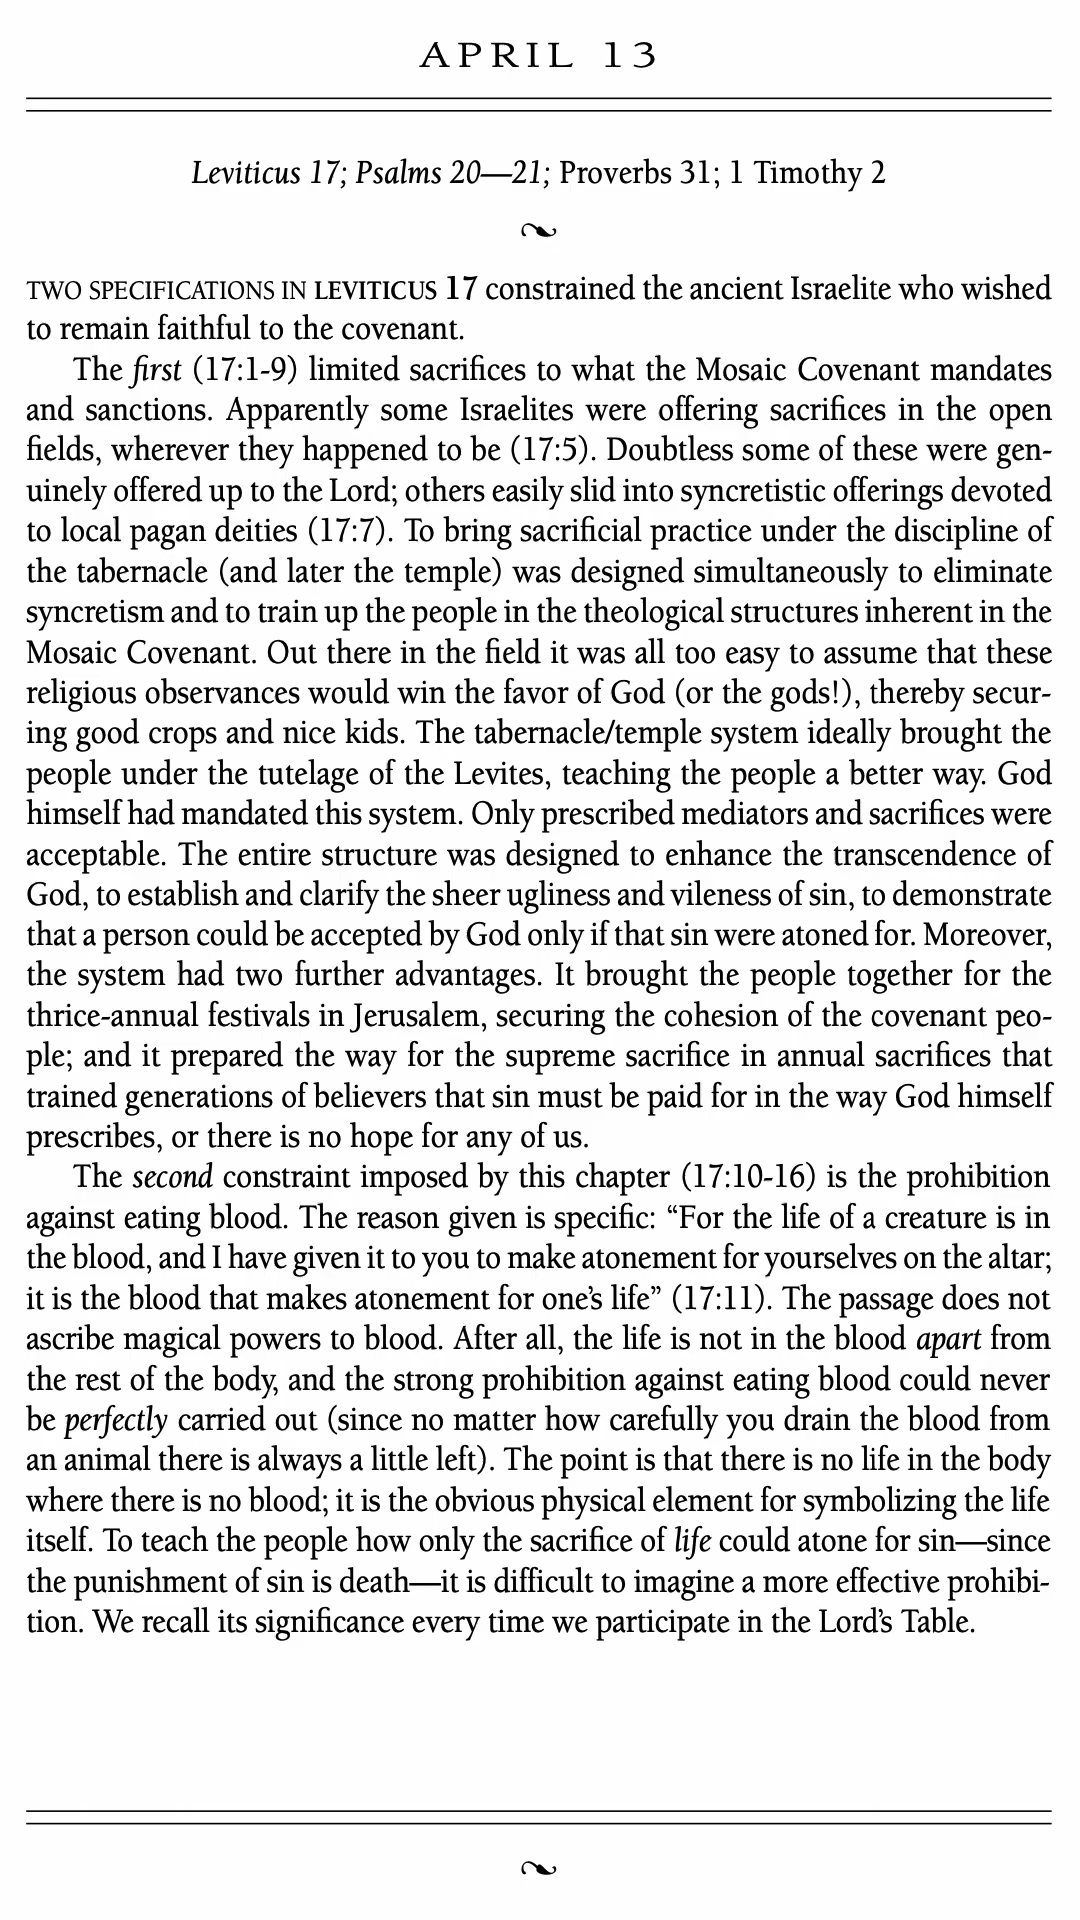 APRIL 13
Leviticus 17; Psalms 20—21; Proverbs 31; 1 Timothy 2
TWO SPECIFICATIONS IN LEVITICUS 17 constrained the ancient Israelite who wished
to remain faithful to the covenant.
The first (17:1-9) limited sacrifices to what the Mosaic Covenant mandates
and sanctions. Apparently some Israelites were offering sacrifices in the open
fields, wherever they happened to be (17:5). Doubtless some of these were gen-
uinely offered up to the Lord; others easily slid into syncretistic offerings devoted
to local pagan deities (17:7). To bring sacrificial practice under the discipline of
the tabernacle (and later the temple) was designed simultaneously to eliminate
syncretism and to train up the people in the theological structures inherent in the
Mosaic Covenant. Out there in the field it was all too easy to assume that these
religious observances would win the favor of God (or the gods!), thereby secur-
ing good crops and nice kids. The tabernacle/temple system ideally brought the
people under the tutelage of the Levites, teaching the people a better way. God
himself had mandated this system. Only prescribed mediators and sacrifices were
acceptable. The entire structure was designed to enhance the transcendence of
God, to establish and clarify the sheer ugliness and vileness of sin, to demonstrate
that a person could be accepted by God only if that sin were atoned for. Moreover,
the system had two further advantages. It brought the people together for the
thrice-annual festivals in Jerusalem, securing the cohesion of the covenant peo-
ple; and it prepared the way for the supreme sacrifice in annual sacrifices that
trained generations of believers that sin must be paid for in the way God himself
prescribes, or there is no hope for any of us.
The second constraint imposed by this chapter (17:10-16) is the prohibition
against eating blood. The reason given is specific: “For the life of a creature is in
the blood, and I have given it to you to make atonement for yourselves on the altar;
it is the blood that makes atonement for one’s life” (17:11). The passage does not
ascribe magical powers to blood. After all, the life is not in the blood apart from
the rest of the body, and the strong prohibition against eating blood could never
be perfectly carried out (since no matter how carefully you drain the blood from
an animal there is always a little left). The point is that there is no life in the body
where there is no blood; it is the obvious physical element for symbolizing the life
itself. To teach the people how only the sacrifice of life could atone for sin—since
the punishment of sin is death—it is difficult to imagine a more effective prohibi-
tion. We recall its significance every time we participate in the Lord’s Table.